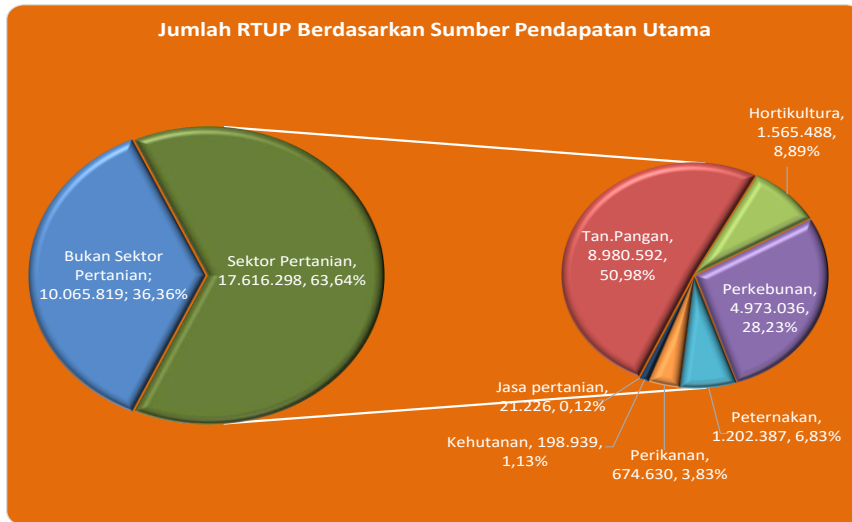 Jumlah RTUP Berdasarkan Sumber Pendapatan Utama
Bukan Sektor
Pertanian;
10.065.819; 36,36%
Sektor Pertanian,
17.616.298, 63,64%
Hortikultura,
1.565.488,
8,89%
Tan.Pangan,
8.980.592,
50,98%
Perkebunan,
4.973.036,
28,23%
Jasa pertanian,
21.226, 0,12%
Kehutanan, 198.939,
1,13%
Perikanan,
674.630, 3,83%
Peternakan,
1.202.387, 6,83%